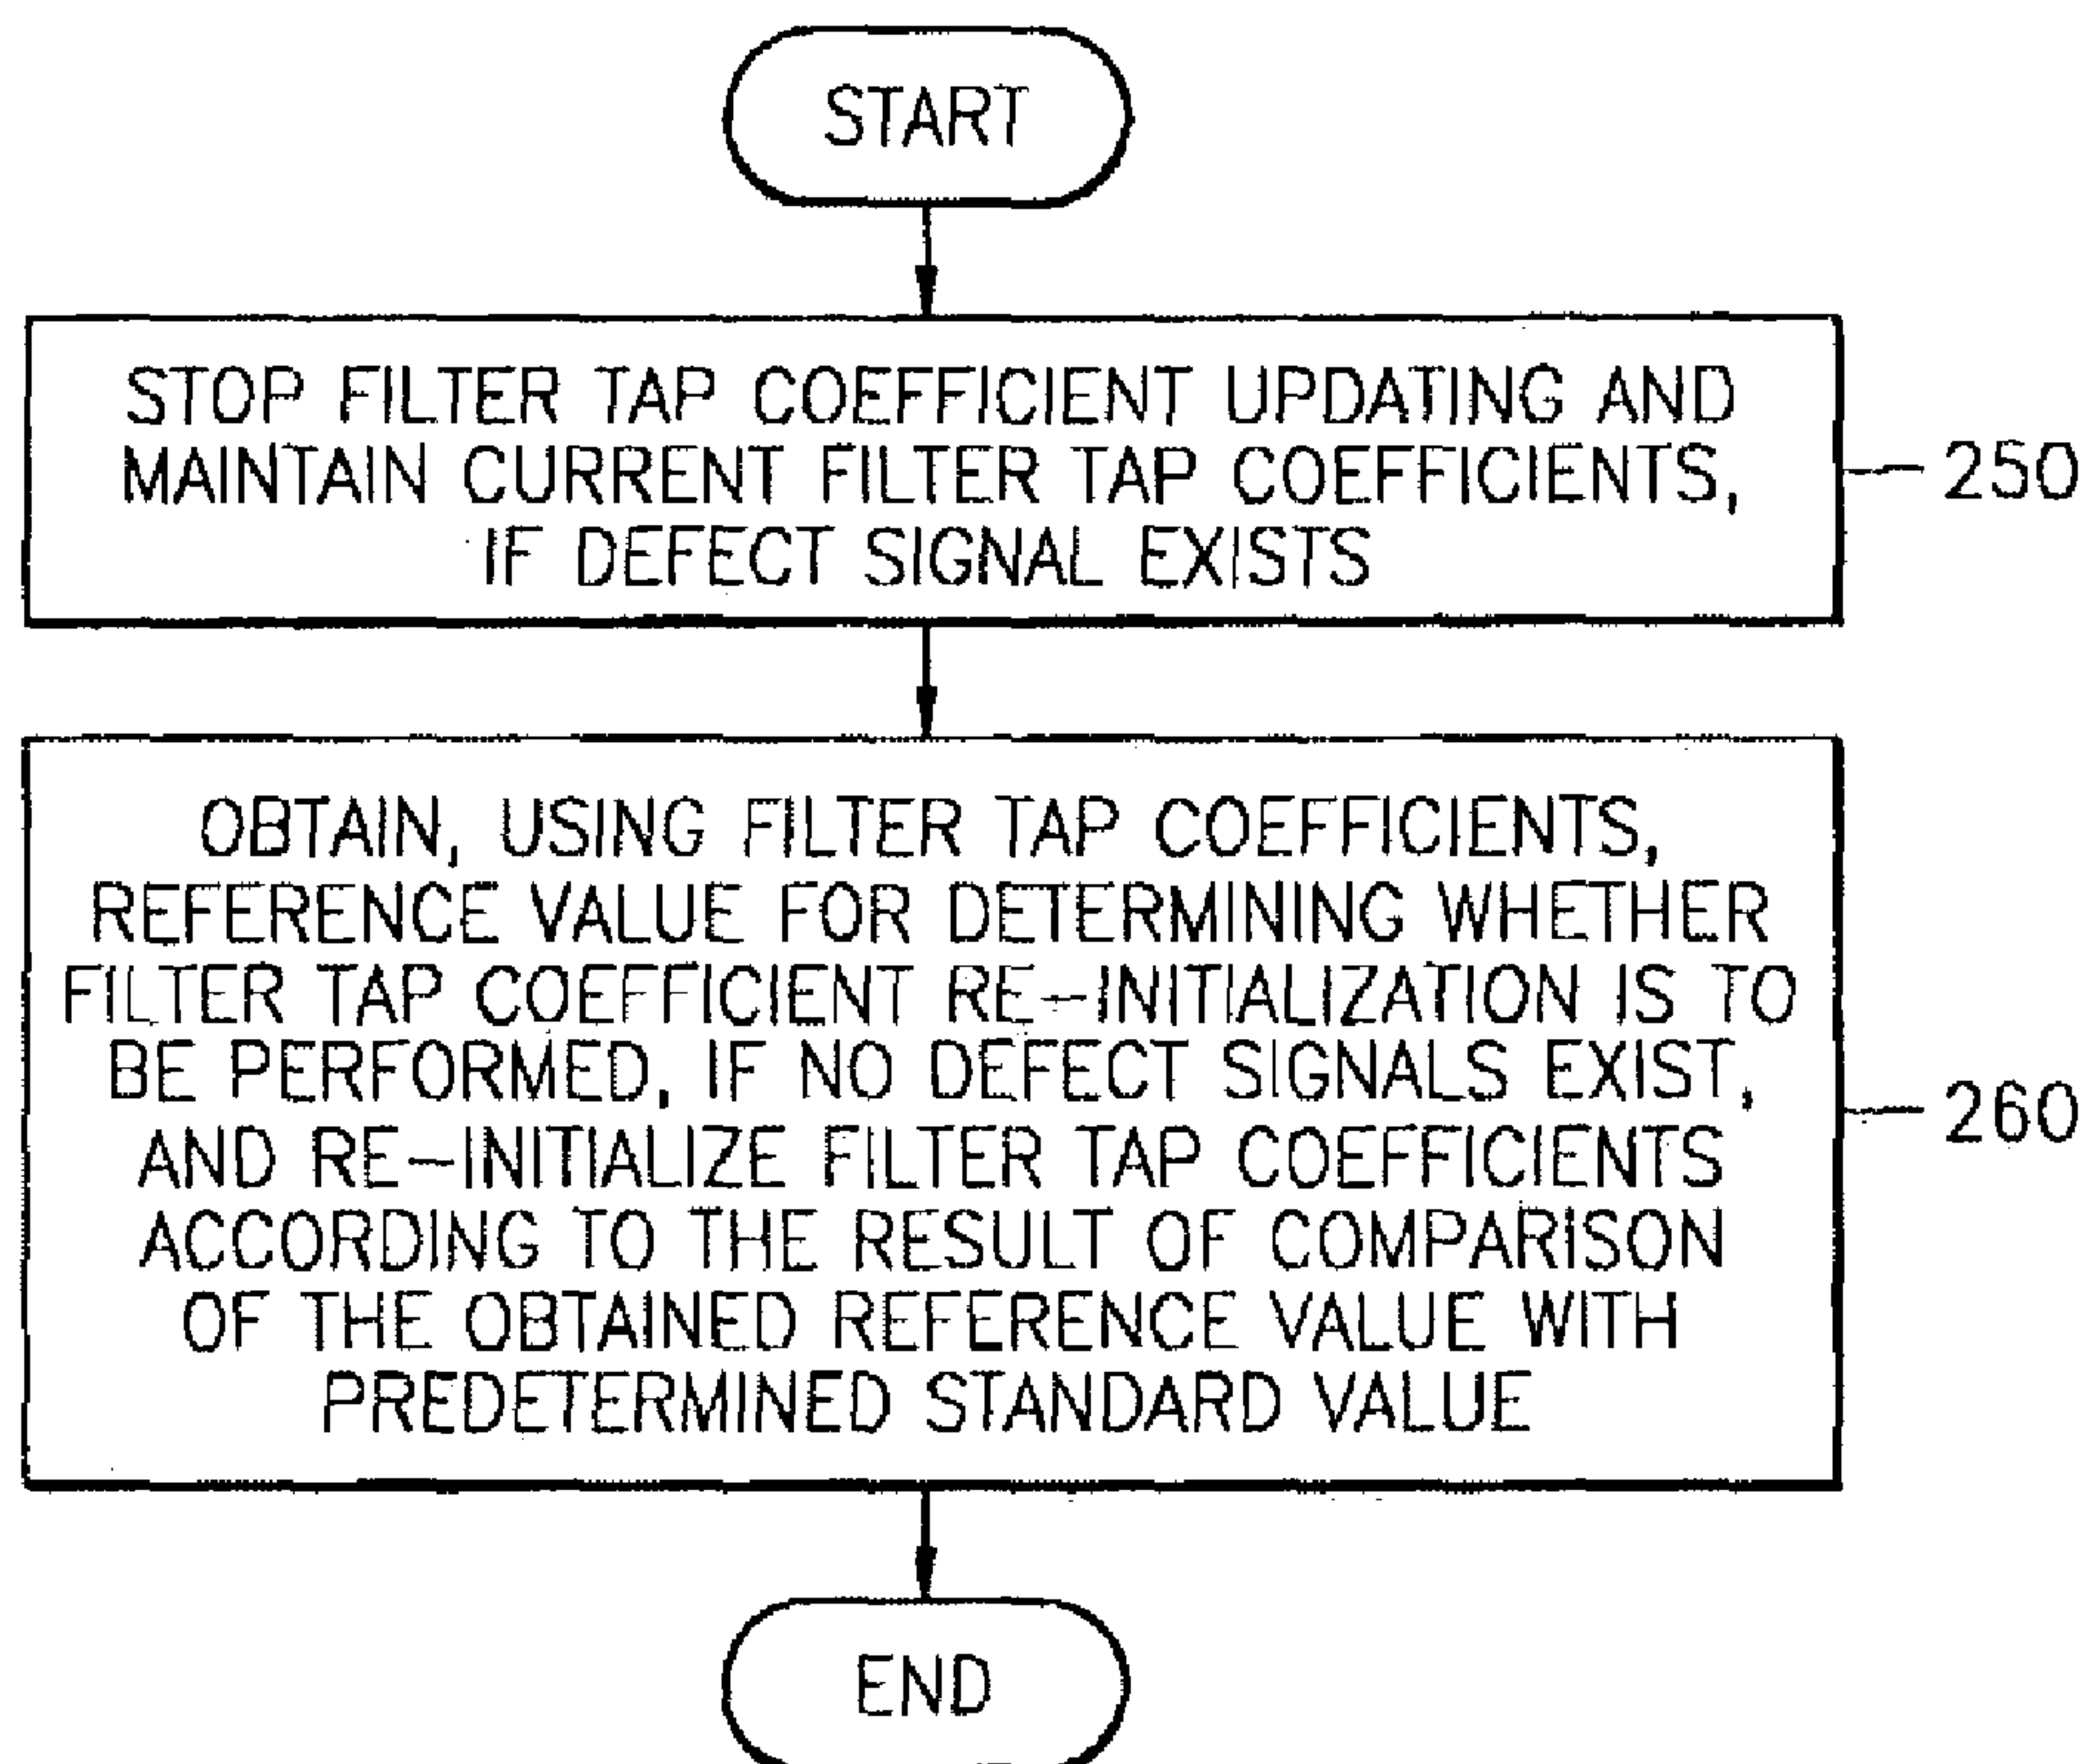 START
STOP FILTER TAP COEFFICIENT UPDATING AND
MAINTAIN CURRENT FILTER TAP COEFFICIENTS,
IF DEFECT SIGNAL EXISTS
250
OBTAIN, USING FILTER TAP COEFFICIENTS,
REFERENCE VALUE FOR DETERMINING WHETHER
FILTER TAP COEFFICIENT RE-INITIALIZATION IS TO
BE PERFORMED, IF NO DEFECT SIGNALS EXIST,
AND RE-INITIALIZE FILTER TAP COEFFICIENTS
ACCORDING TO THE RESULT OF COMPARISON
OF THE OBTAINED REFERENCE VALUE WITH
PREDETERMINED STANDARD VALUE
260
END